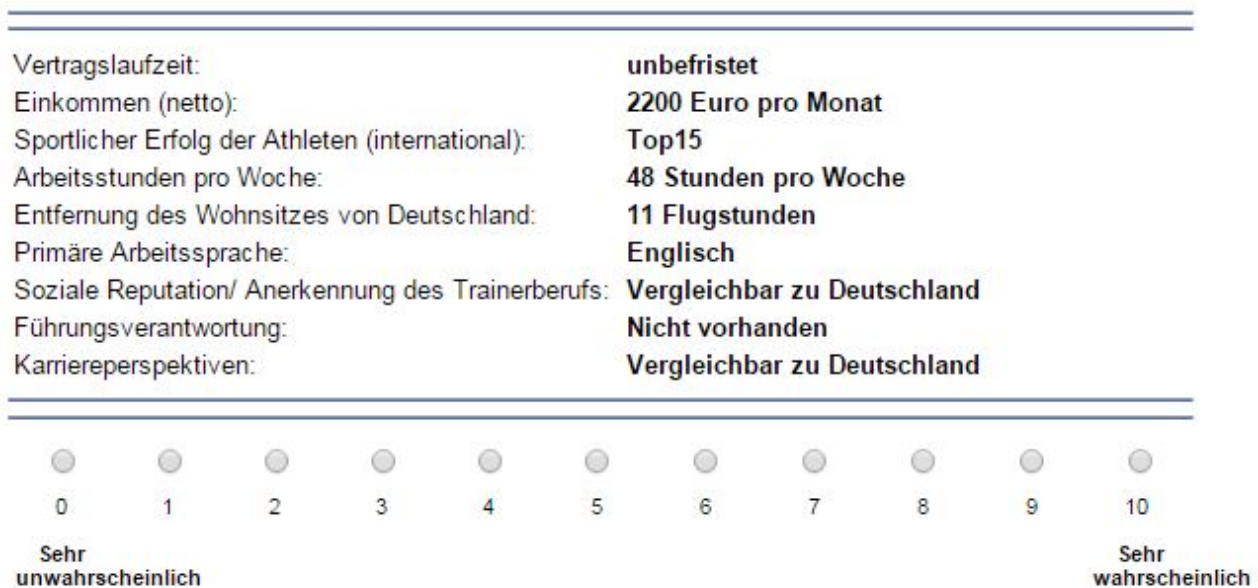 Vertragslaufzeit: unbefristet
Einkommen (netto): 2200 Euro pro Monat
Sportlicher Erfolg der Athleten (international): Top15
Arbeitsstunden pro Woche: 48 Stunden pro Woche
Entfernung des Wohnsitzes von Deutschland: 11 Flugstunden
Primäre Arbeitssprache: Englisch
Soziale Reputation/ Anerkennung des Trainerberufs: Vergleichbar zu Deutschland
Führungsverantwortung: Nicht vorhanden
Karriereperspektiven: Vergleichbar zu Deutschland
0 1 2 3 4 5 6 7 8 9 10
Sehr Sehr
unwahrscheinlich wahrscheinlich